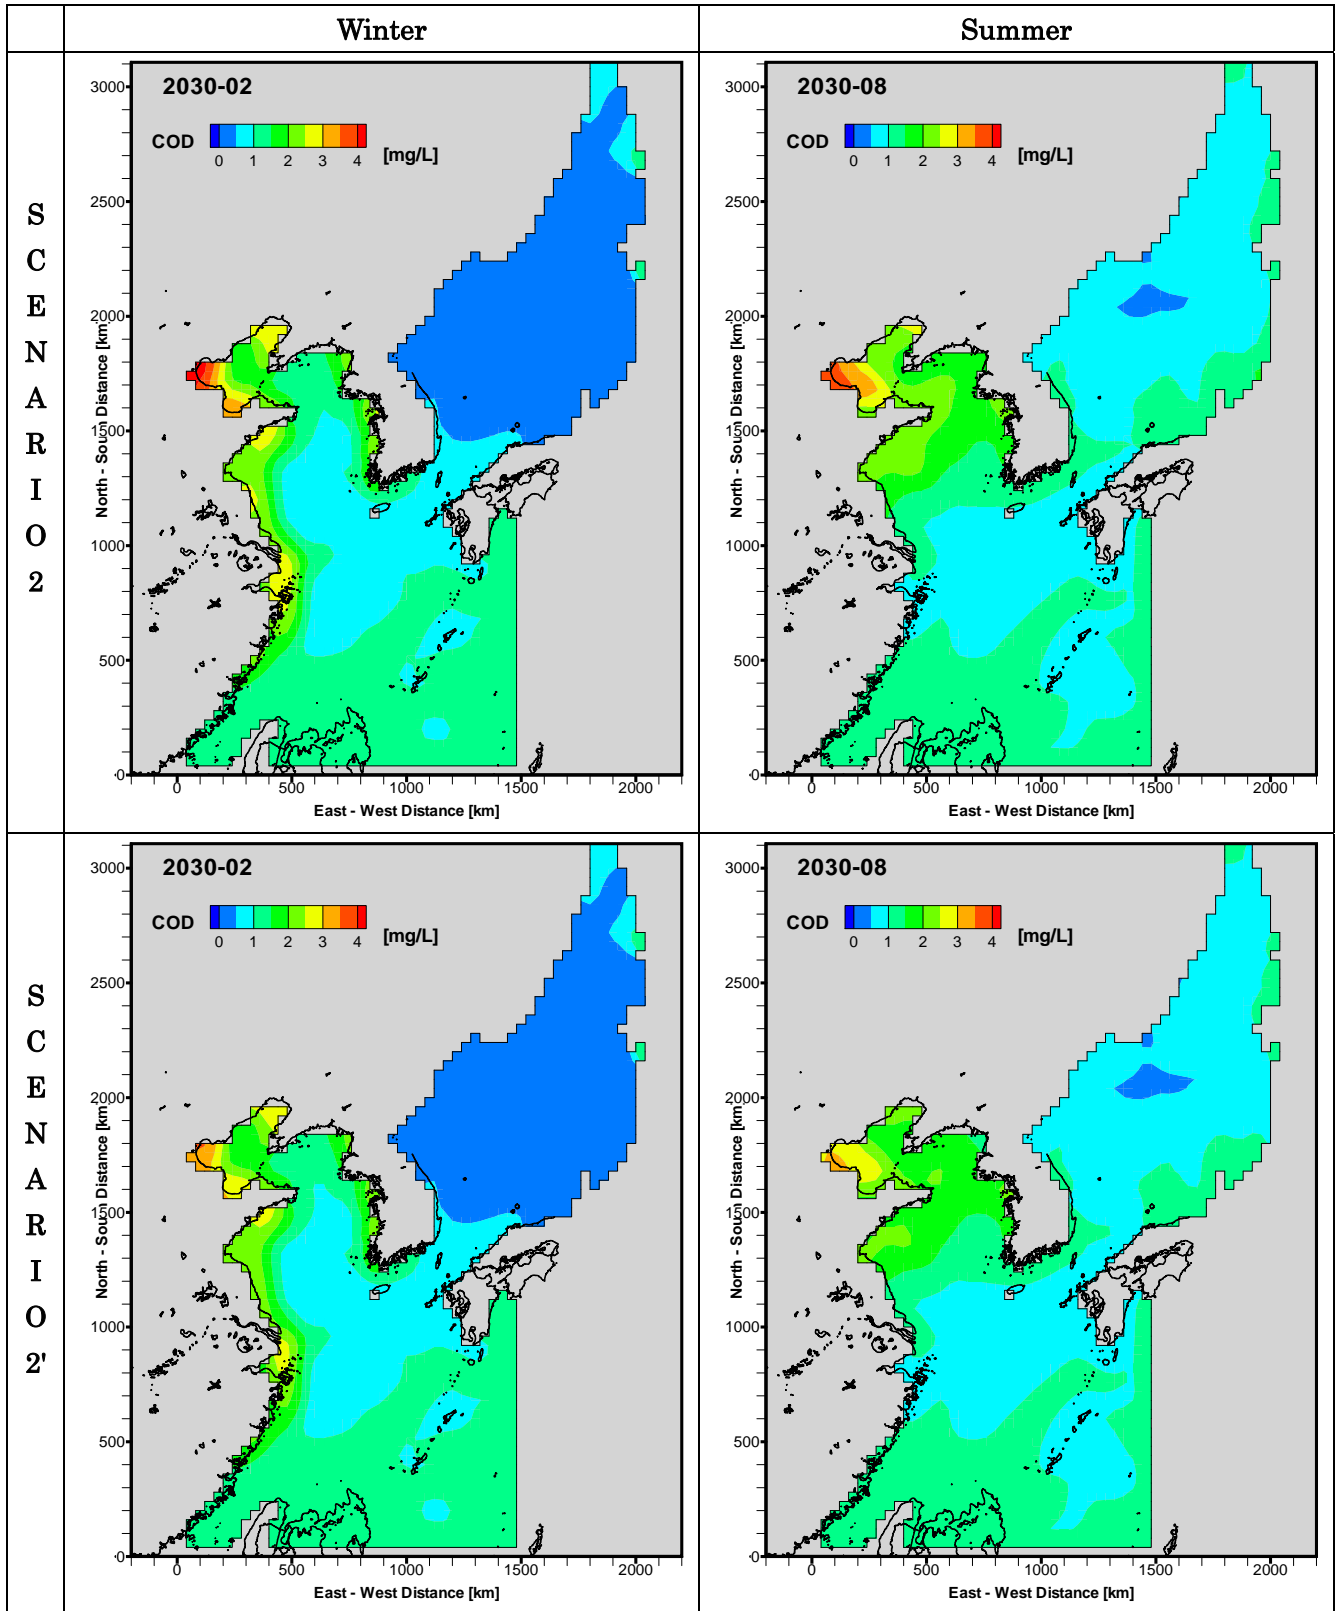 Winter
Summer
SCENARIO 2
2030-02
COD
0 1 2 3 4
[mg/L]
3000
2500
2000
1500
1000
500
0
North - South Distance [km]
0 500 1000 1500 2000
East - West Distance [km]
2030-08
COD
0 1 2 3 4
[mg/L]
3000
2500
2000
1500
1000
500
0
North - South Distance [km]
0 500 1000 1500 2000
East - West Distance [km]
SCENARIO 2'
2030-02
COD
0 1 2 3 4
[mg/L]
3000
2500
2000
1500
1000
500
0
North - South Distance [km]
0 500 1000 1500 2000
East - West Distance [km]
2030-08
COD
0 1 2 3 4
[mg/L]
3000
2500
2000
1500
1000
500
0
North - South Distance [km]
0 500 1000 1500 2000
East - West Distance [km]